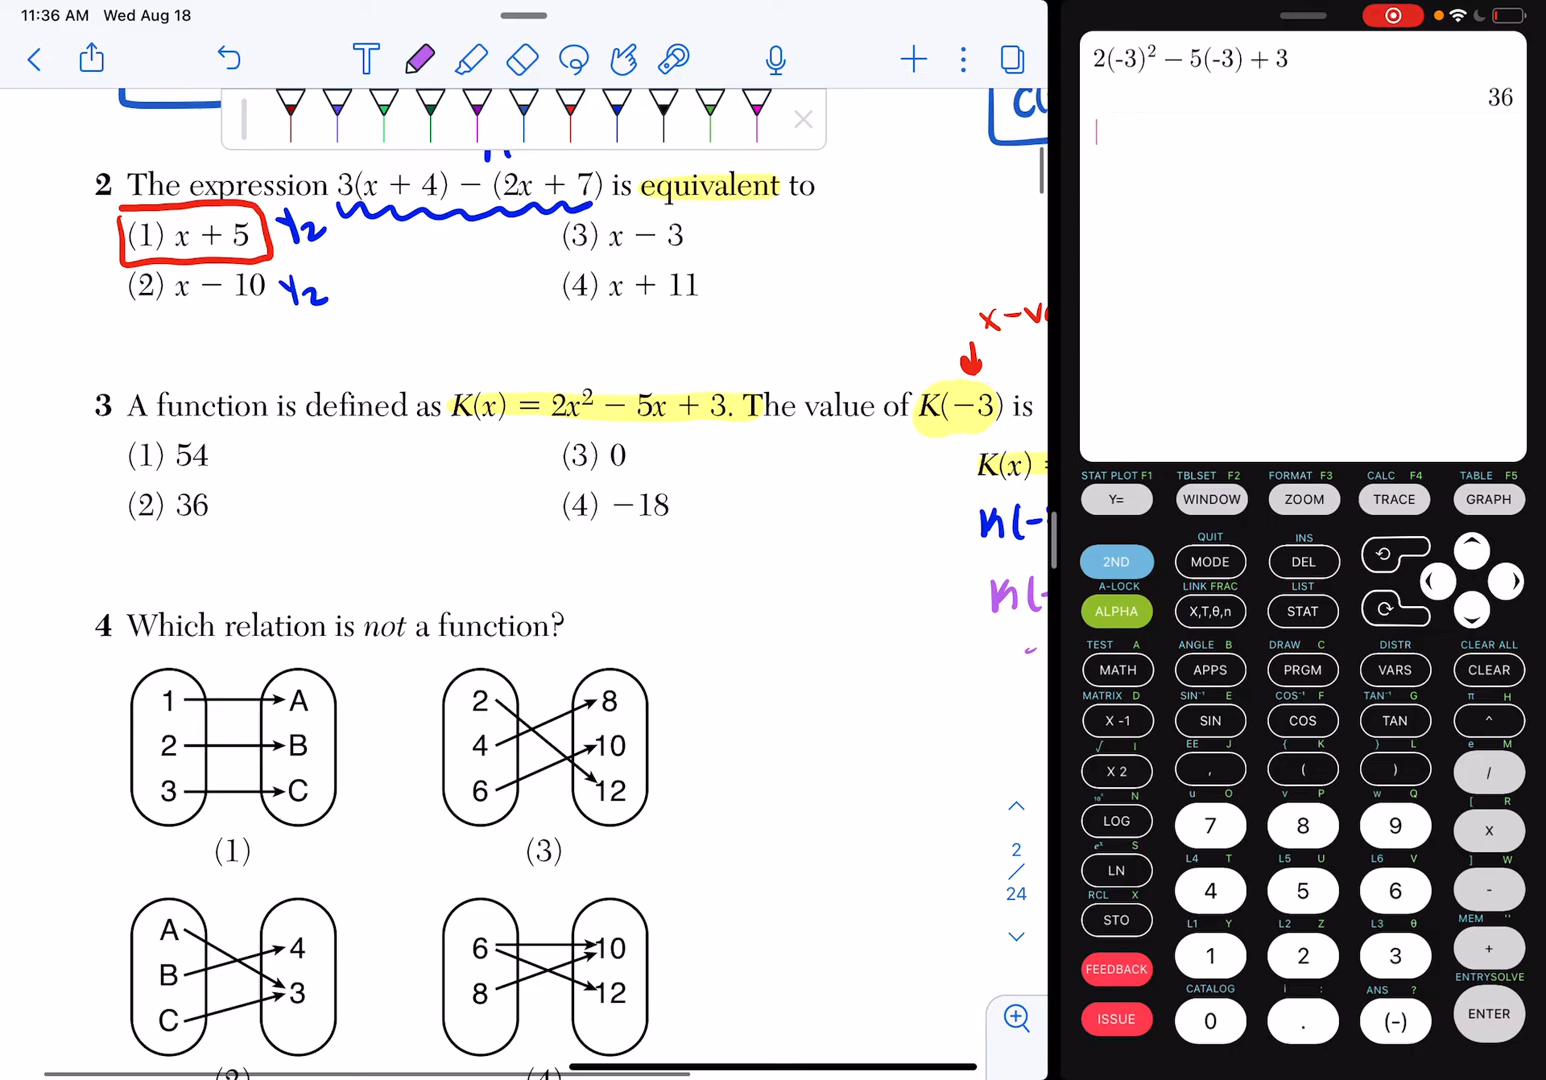 11:36 AM Wed Aug 18
2 The expression 3(x + 4) − (2x + 7) is equivalent to
(1) x + 5 Y2
(3) x − 3
(2) x − 10 Y2
(4) x + 11
x-v
3 A function is defined as K(x) = 2x² − 5x + 3. The value of K(−3) is
(1) 54
(3) 0
(2) 36
(4) −18
K(x) =
K(-
K(-
4 Which relation is not a function?
1 A
2 B
3 C
(1)
2 8
4 10
6 12
(3)
A 4
B 3
C
(2)
6 10
8 12
(4)
2
/
24
2(-3)² − 5(-3) + 3
36
STAT PLOT F1 TBLSET F2 FORMAT F3 CALC F4 TABLE F5
Y= WINDOW ZOOM TRACE GRAPH
QUIT INS
2ND MODE DEL
A-LOCK LINK FRAC LIST
ALPHA X,T,θ,n STAT
TEST A ANGLE B DRAW C DISTR CLEAR ALL
MATH APPS PRGM VARS CLEAR
MATRIX D SIN⁻¹ E COS⁻¹ F TAN⁻¹ G π H
X -1 SIN COS TAN ^
√ I EE J { K } L e M
X 2 , ( ) /
10ˣ N u O v P w Q [ R
LOG 7 8 9 X
eˣ S L4 T L5 U L6 V ] W
LN 4 5 6 -
RCL X L1 Y L2 Z L3 θ MEM "
STO 1 2 3 +
FEEDBACK CATALOG i : ANS ? ENTRY SOLVE
ISSUE 0 . (-) ENTER